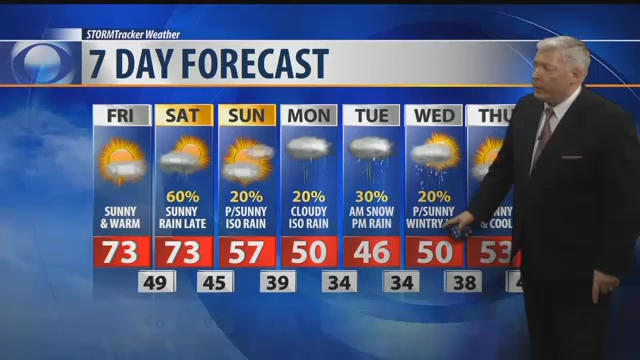 STORMTracker Weather
7 DAY FORECAST
FRI SAT SUN MON TUE WED THU
60% 20% 20% 30% 20%
SUNNY & WARM
SUNNY RAIN LATE
P/SUNNY ISO RAIN
CLOUDY ISO RAIN
AM SNOW PM RAIN
P/SUNNY WINTRY
SUNNY & COOL
73 73 57 50 46 50 53
49 45 39 34 34 38